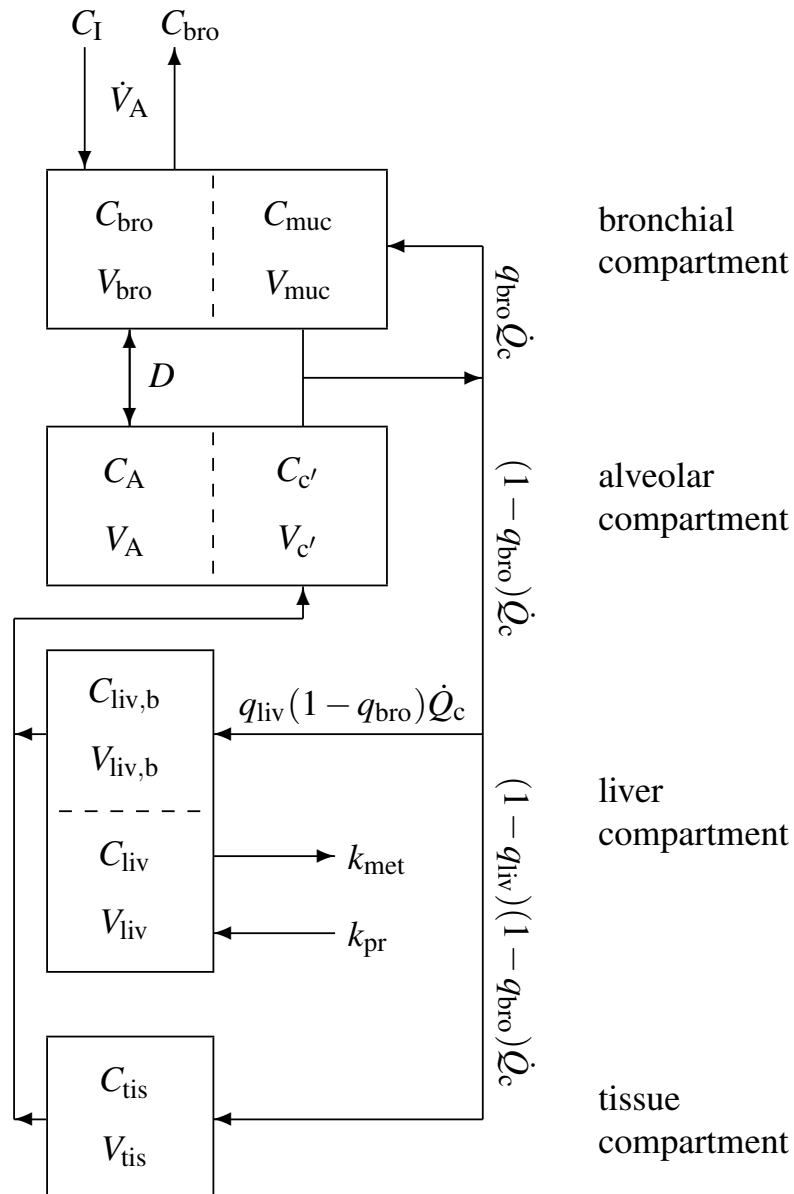 C_I C_bro
V̇_A
C_bro C_muc
V_bro V_muc
bronchial
compartment
q_bro Q̇_c
D
C_A C_c′
V_A V_c′
(1 − q_bro)Q̇_c
alveolar
compartment
C_liv,b
V_liv,b
q_liv(1 − q_bro)Q̇_c
C_liv
V_liv
k_met
k_pr
liver
compartment
(1 − q_liv)(1 − q_bro)Q̇_c
C_tis
V_tis
tissue
compartment